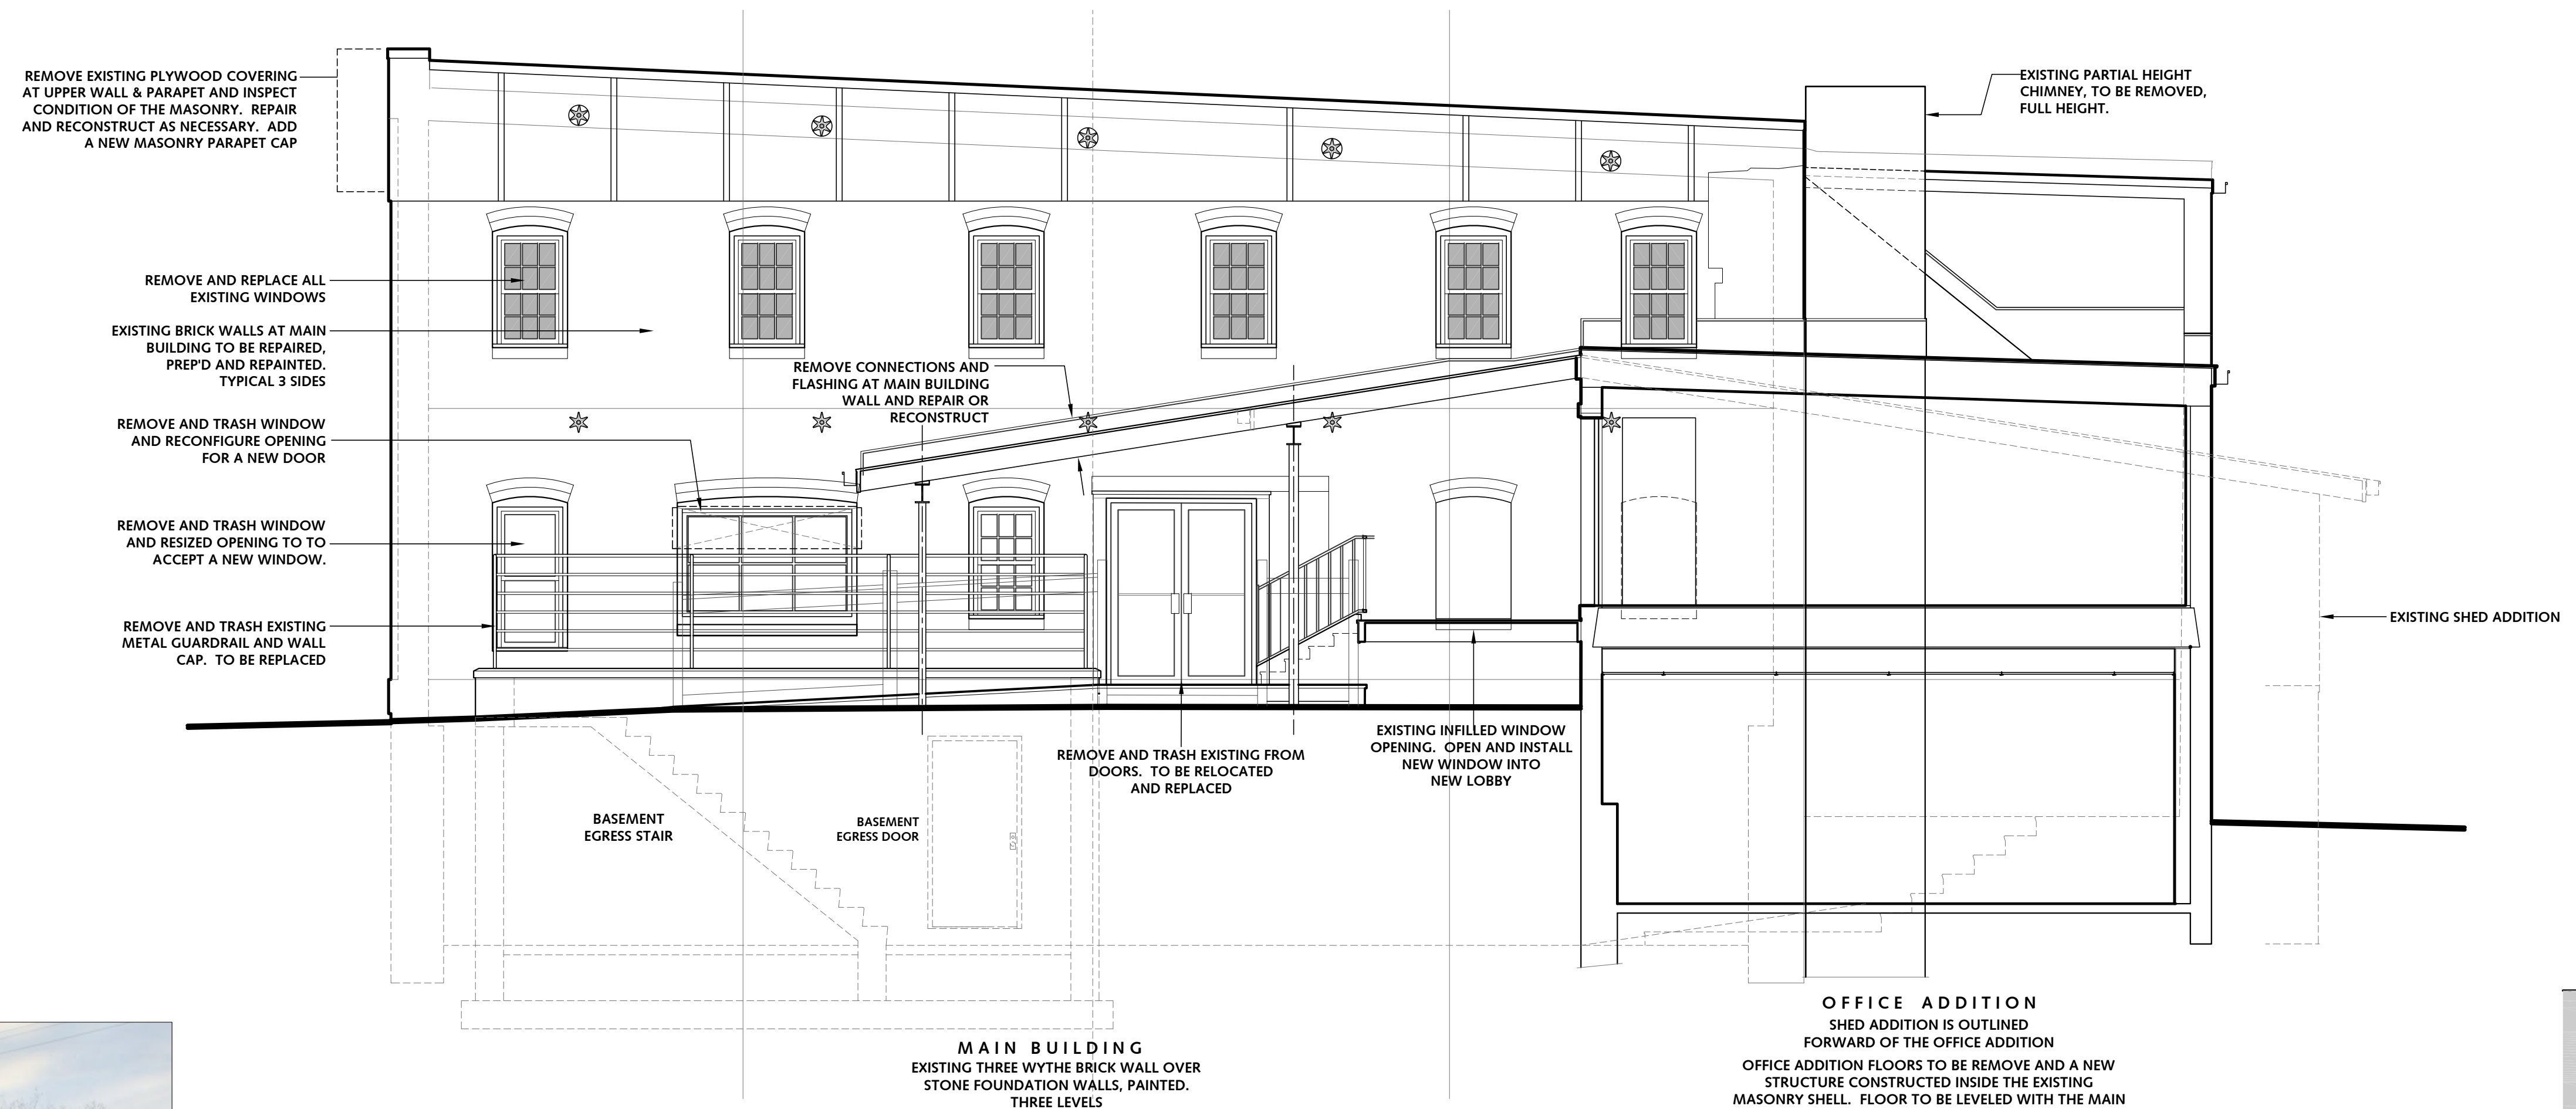 REMOVE EXISTING PLYWOOD COVERING
AT UPPER WALL & PARAPET AND INSPECT
CONDITION OF THE MASONRY. REPAIR
AND RECONSTRUCT AS NECESSARY. ADD
A NEW MASONRY PARAPET CAP
EXISTING PARTIAL HEIGHT
CHIMNEY, TO BE REMOVED,
FULL HEIGHT.
REMOVE AND REPLACE ALL
EXISTING WINDOWS
EXISTING BRICK WALLS AT MAIN
BUILDING TO BE REPAIRED,
PREP'D AND REPAINTED.
TYPICAL 3 SIDES
REMOVE CONNECTIONS AND
FLASHING AT MAIN BUILDING
WALL AND REPAIR OR
RECONSTRUCT
REMOVE AND TRASH WINDOW
AND RECONFIGURE OPENING
FOR A NEW DOOR
REMOVE AND TRASH WINDOW
AND RESIZED OPENING TO TO
ACCEPT A NEW WINDOW.
REMOVE AND TRASH EXISTING
METAL GUARDRAIL AND WALL
CAP. TO BE REPLACED
EXISTING SHED ADDITION
REMOVE AND TRASH EXISTING FROM
DOORS. TO BE RELOCATED
AND REPLACED
EXISTING INFILLED WINDOW
OPENING. OPEN AND INSTALL
NEW WINDOW INTO
NEW LOBBY
BASEMENT
EGRESS STAIR
BASEMENT
EGRESS DOOR
MAIN BUILDING
EXISTING THREE WYTHE BRICK WALL OVER
STONE FOUNDATION WALLS, PAINTED.
THREE LEVELS
OFFICE ADDITION
SHED ADDITION IS OUTLINED
FORWARD OF THE OFFICE ADDITION
OFFICE ADDITION FLOORS TO BE REMOVE AND A NEW
STRUCTURE CONSTRUCTED INSIDE THE EXISTING
MASONRY SHELL. FLOOR TO BE LEVELED WITH THE MAIN